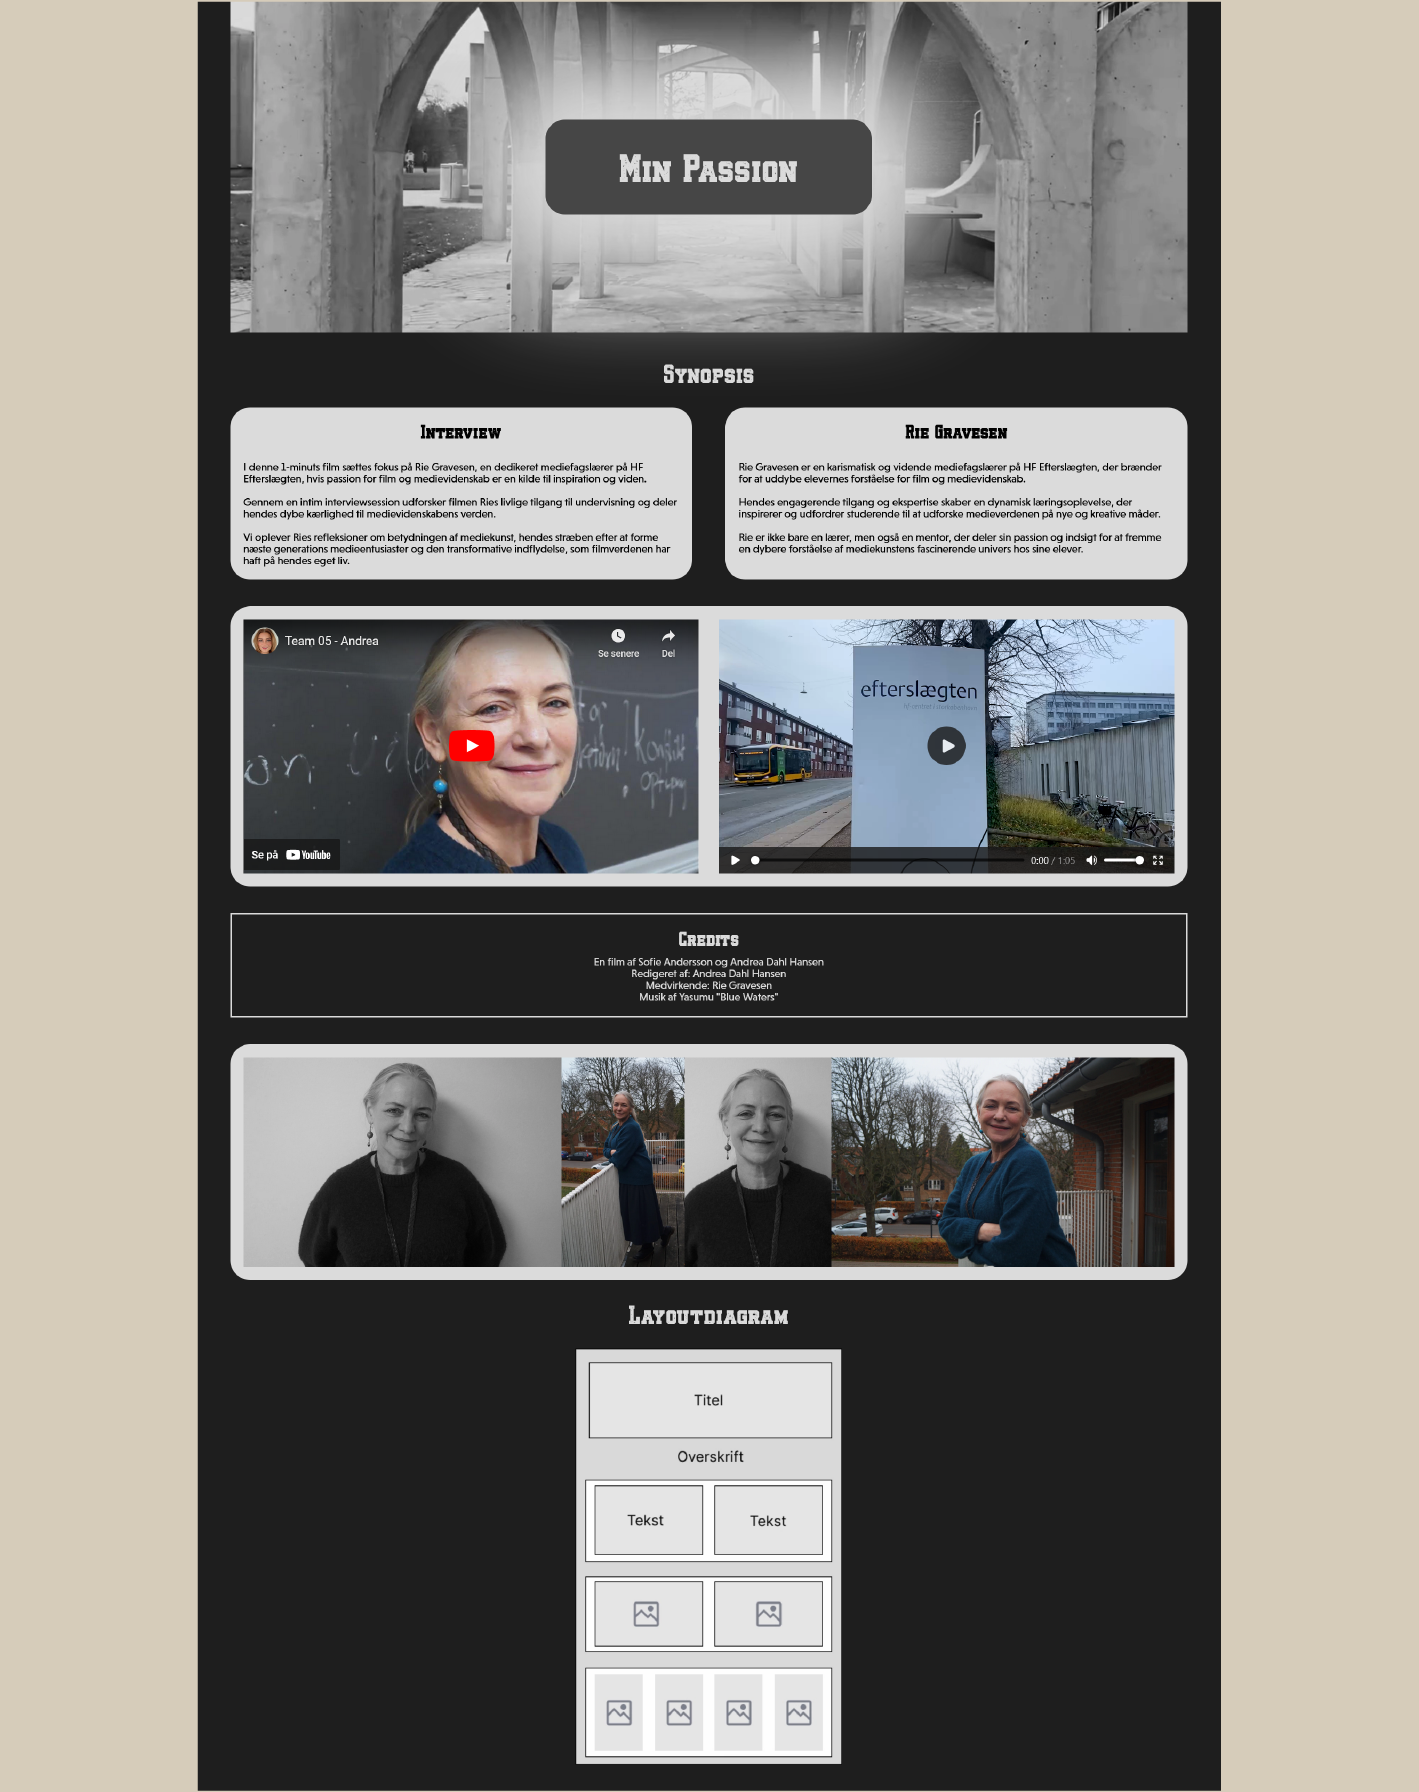 Min Passion
Synopsis
Interview
I denne 1-minuts film sættes fokus på Rie Gravesen, en dedikeret mediefagslærer på HF
Efterslægten, hvis passion for film og medievidenskab er en kilde til inspiration og viden.
Gennem en intim interviewsession udforsker filmen Ries livlige tilgang til undervisning og deler
hendes dybe kærlighed til medievidenskabens verden.
Vi oplever Ries refleksioner om betydningen af mediekunst, hendes stræben efter at forme
næste generations medieentusiaster og den transformative indflydelse, som filmverdenen har
haft på hendes eget liv.
Rie Gravesen
Rie Gravesen er en karismatisk og vidende mediefagslærer på HF Efterslægten, der brænder
for at uddybe elevernes forståelse for film og medievidenskab.
Hendes engagerende tilgang og ekspertise skaber en dynamisk læringsoplevelse, der
inspirerer og udfordrer studerende til at udforske medieverdenen på nye og kreative måder.
Rie er ikke bare en lærer, men også en mentor, der deler sin passion og indsigt for at fremme
en dybere forståelse af mediekunstens fascinerende univers hos sine elever.
Team 05 - Andrea
Se senere
Del
Se på YouTube
efterslægten
0:00 / 1:05
Credits
En film af Sofie Andersson og Andrea Dahl Hansen
Redigeret af: Andrea Dahl Hansen
Medvirkende: Rie Gravesen
Musik af Yasumu "Blue Waters"
Layoutdiagram
Titel
Overskrift
Tekst
Tekst